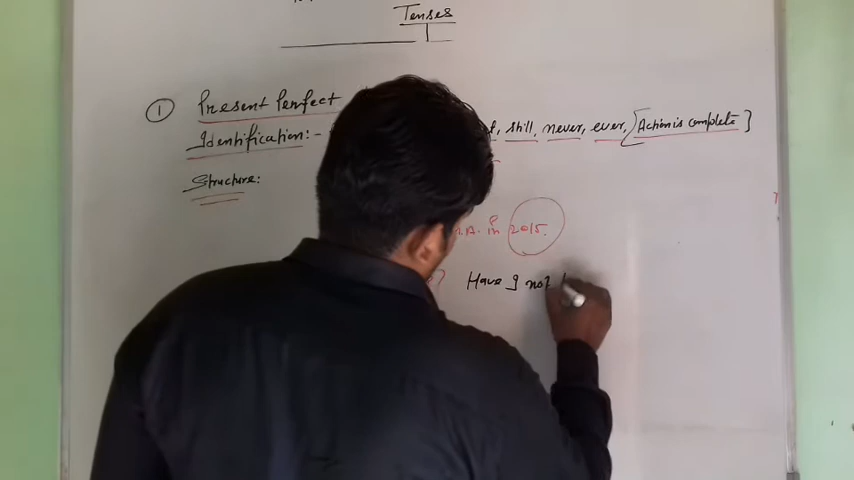 Tenses
① Present Perfect
Identification:- still, never, ever, [Action is complete]
Structure:
in 2015.
? Have I not